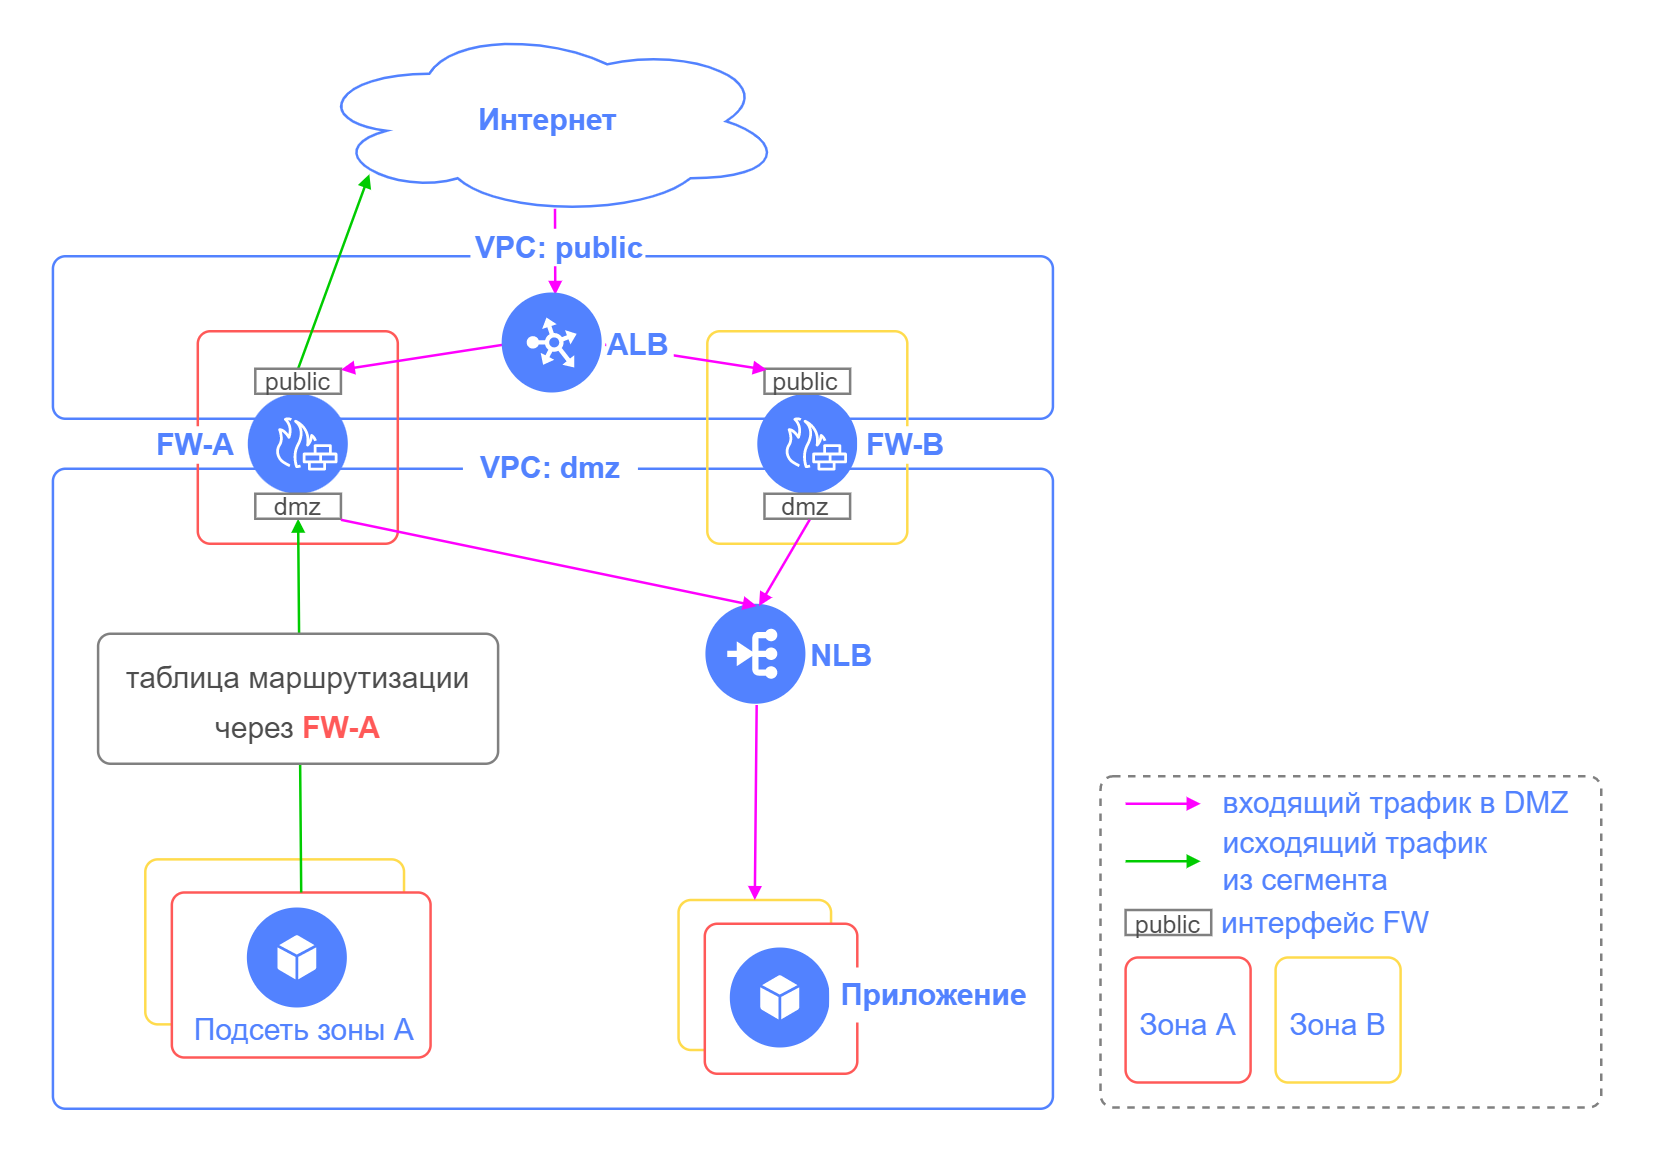 Интернет
VPC: public
ALB
public
public
FW-A
FW-B
VPC: dmz
dmz
dmz
NLB
таблица маршрутизации
через FW-A
Подсеть зоны А
Приложение
входящий трафик в DMZ
исходящий трафик
из сегмента
public интерфейс FW
Зона А
Зона B